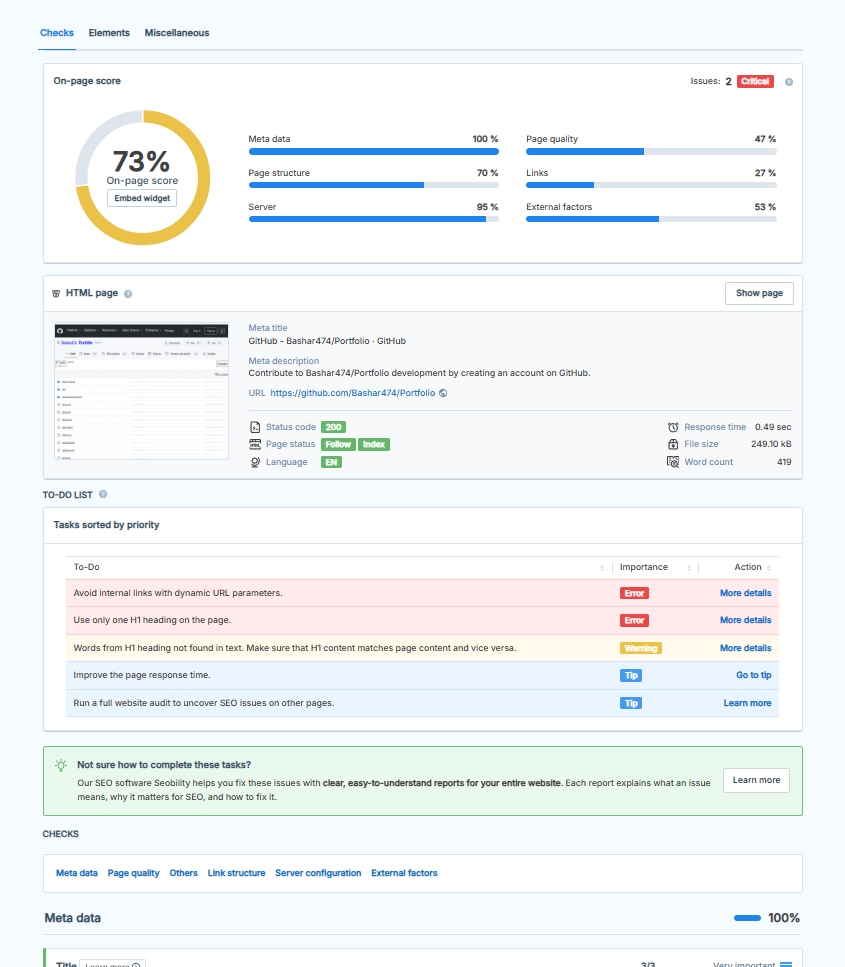 Checks Elements Miscellaneous
On-page score
Issues: 2 Critical
73%
On-page score
Embed widget
Meta data 100 %
Page quality 47 %
Page structure 70 %
Links 27 %
Server 95 %
External factors 53 %
HTML page
Show page
Meta title
GitHub - Bashar474/Portfolio · GitHub
Meta description
Contribute to Bashar474/Portfolio development by creating an account on GitHub.
URL https://github.com/Bashar474/Portfolio
Status code 200
Response time 0.49 sec
Page status Follow Index
File size 249.10 kB
Language EN
Word count 419
TO-DO LIST
Tasks sorted by priority
To-Do Importance Action
Avoid internal links with dynamic URL parameters. Error More details
Use only one H1 heading on the page. Error More details
Words from H1 heading not found in text. Make sure that H1 content matches page content and vice versa. Warning More details
Improve the page response time. Tip Go to tip
Run a full website audit to uncover SEO issues on other pages. Tip Learn more
Not sure how to complete these tasks?
Our SEO software Seobility helps you fix these issues with clear, easy-to-understand reports for your entire website. Each report explains what an issue
means, why it matters for SEO, and how to fix it.
Learn more
CHECKS
Meta data Page quality Others Link structure Server configuration External factors
Meta data 100%
Title Learn more 3/3 Very important